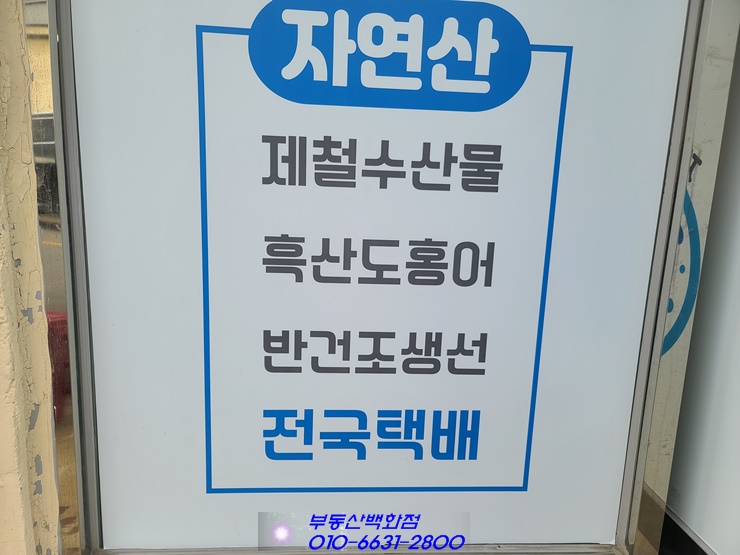 자연산
제철수산물
흑산도홍어
반건조생선
전국택배
부동산백화점
010-6631-2800